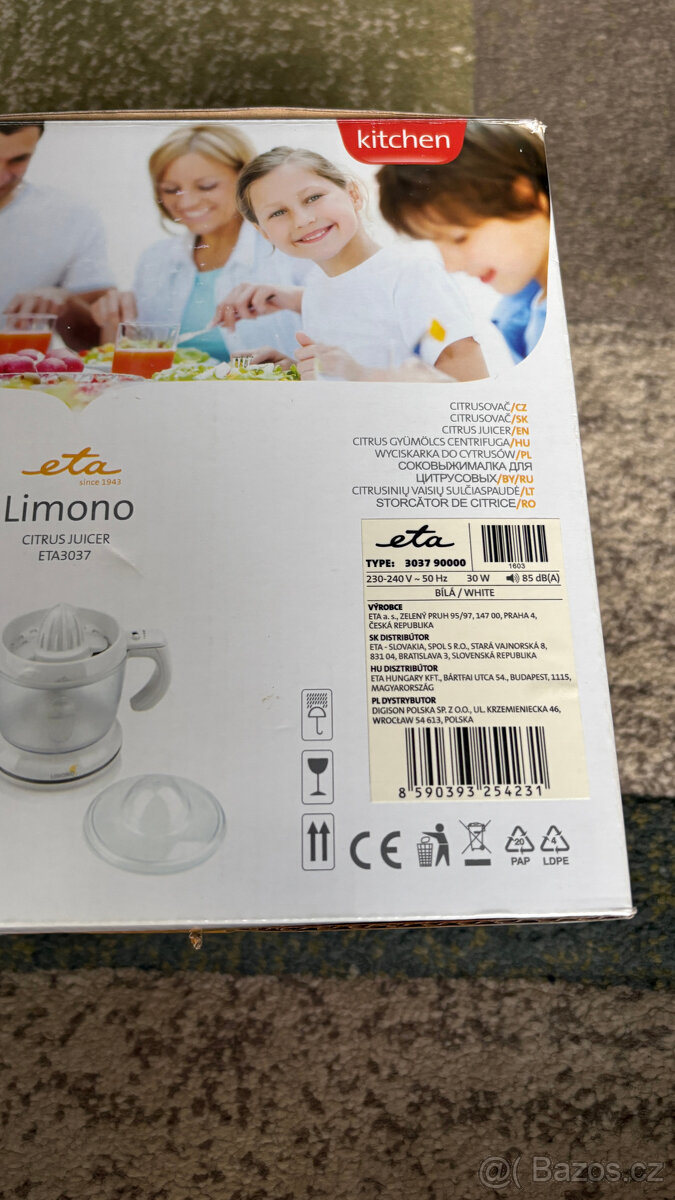 kitchen
CITRUSOVAČ/CZ
CITRUSOVAČ/SK
CITRUS JUICER/EN
CITRUS GYÜMÖLCS CENTRIFUGA/HU
WYCISKARKA DO CYTRUSÓW/PL
СОКОВЫЖИМАЛКА ДЛЯ
ЦИТРУСОВЫХ/BY/RU
CITRUSINIŲ VAISIŲ SULČIASPAUDĖ/LT
STORCĂTOR DE CITRICE/RO
eta
since 1943
Limono
CITRUS JUICER
ETA3037
eta
1603
TYPE: 3037 90000
230-240 V ~ 50 Hz 30 W 85 dB(A)
BÍLÁ / WHITE
VÝROBCE
ETA a. s., ZELENÝ PRUH 95/97, 147 00, PRAHA 4,
ČESKÁ REPUBLIKA
SK DISTRIBÚTOR
ETA - SLOVAKIA, SPOL S R.O., STARÁ VAJNORSKÁ 8,
831 04, BRATISLAVA 3, SLOVENSKÁ REPUBLIKA
HU DISZTRIBÚTOR
ETA HUNGARY KFT., BÁRTFAI UTCA 54., BUDAPEST, 1115,
MAGYARORSZÁG
PL DYSTRYBUTOR
DIGISON POLSKA SP. Z O.O., UL. KRZEMIENIECKA 46,
WROCŁAW 54 613, POLSKA
8 590393 254231
LIMONO
CE
20
PAP
4
LDPE
@( Bazos.cz